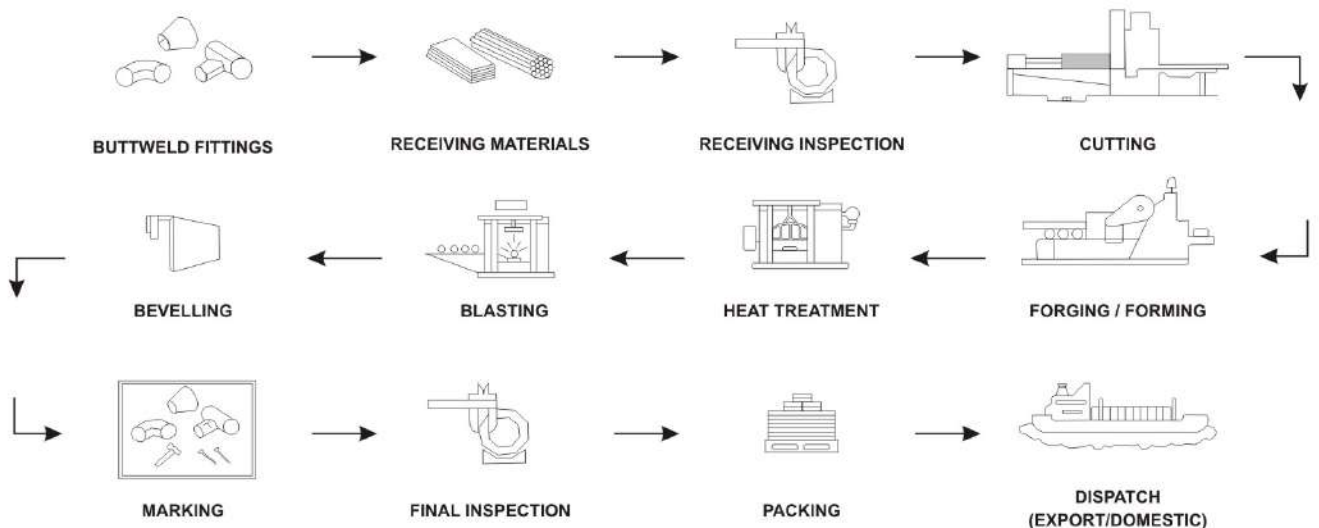 BUTTWELD FITTINGS
RECEIVING MATERIALS
RECEIVING INSPECTION
CUTTING
FORGING / FORMING
HEAT TREATMENT
BLASTING
BEVELLING
MARKING
FINAL INSPECTION
PACKING
DISPATCH
(EXPORT/DOMESTIC)